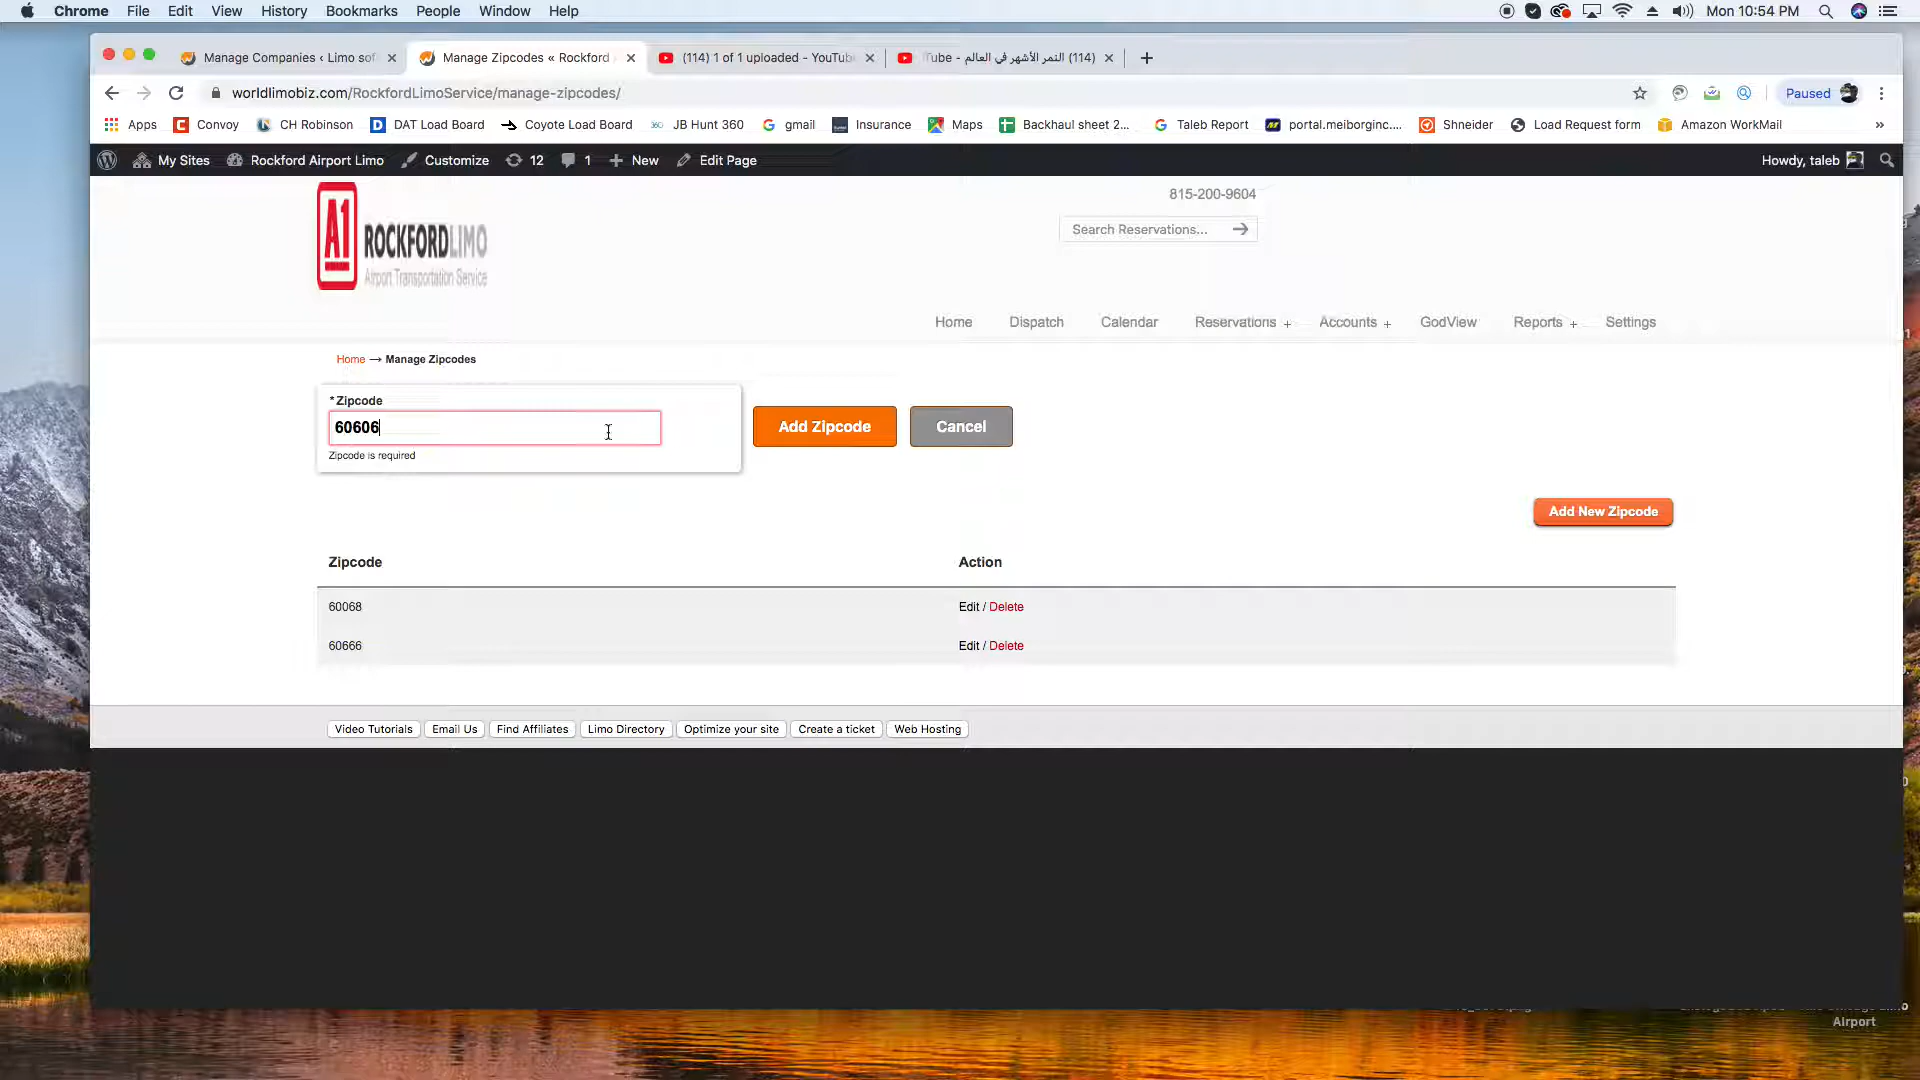 Chrome File Edit View History Bookmarks People Window Help Mon 10:54 PM
Manage Companies ‹ Limo sof Manage Zipcodes « Rockford (114) 1 of 1 uploaded - YouTub (114) النمر الأشهر في العالم - Tube
worldlimobiz.com/RockfordLimoService/manage-zipcodes/ Paused
Apps Convoy CH Robinson DAT Load Board Coyote Load Board JB Hunt 360 gmail Insurance Maps Backhaul sheet 2... Taleb Report portal.meiborginc.... Shneider Load Request form Amazon WorkMail »
My Sites Rockford Airport Limo Customize 12 1 New Edit Page Howdy, taleb
815-200-9604
A1 ROCKFORDLIMO
Airport Transportation Service
Search Reservations...
Home Dispatch Calendar Reservations + Accounts + GodView Reports + Settings
Home → Manage Zipcodes
* Zipcode
60606 Add Zipcode Cancel
Zipcode is required
Add New Zipcode
Zipcode Action
60068 Edit / Delete
60666 Edit / Delete
Video Tutorials Email Us Find Affiliates Limo Directory Optimize your site Create a ticket Web Hosting
Airport